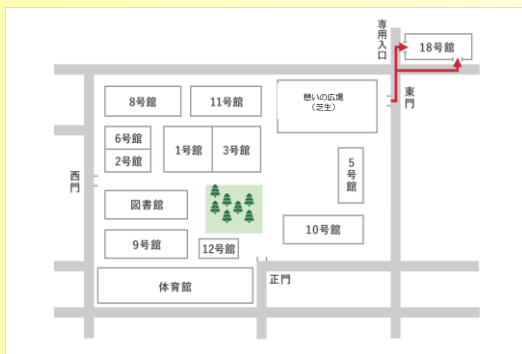 専用入口
18号館
憩いの広場
（芝生）
東門
8号館
11号館
6号館
2号館
1号館
3号館
5号館
西門
図書館
10号館
9号館
12号館
正門
体育館